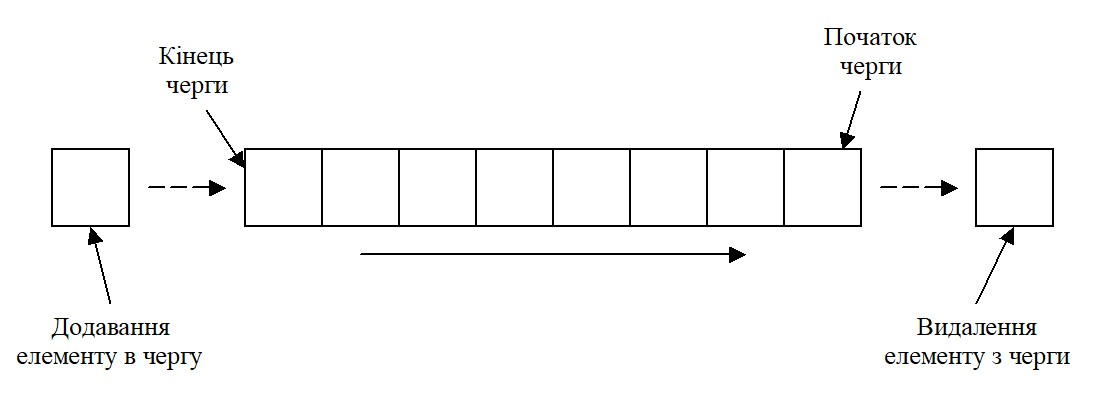 Кінець
черги
Початок
черги
Додавання
елементу в чергу
Видалення
елементу з черги